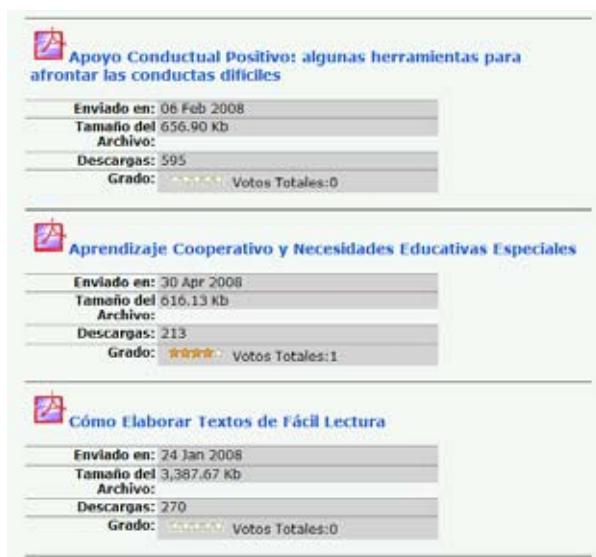 Apoyo Conductual Positivo: algunas herramientas para
afrontar las conductas dificiles
Enviado en: 06 Feb 2008
Tamaño del 656.90 Kb
Archivo:
Descargas: 595
Grado: Votos Totales:0
Aprendizaje Cooperativo y Necesidades Educativas Especiales
Enviado en: 30 Apr 2008
Tamaño del 616.13 Kb
Archivo:
Descargas: 213
Grado: Votos Totales:1
Cómo Elaborar Textos de Fácil Lectura
Enviado en: 24 Jan 2008
Tamaño del 3,387.67 Kb
Archivo:
Descargas: 270
Grado: Votos Totales:0